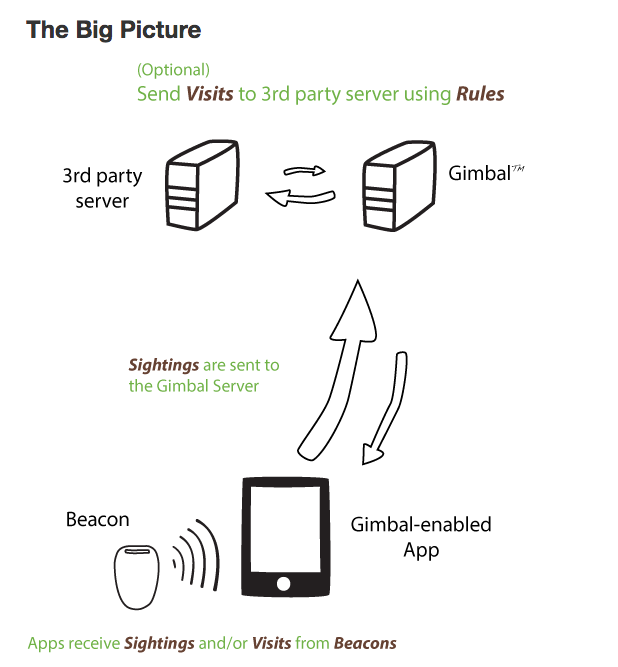 The Big Picture
(Optional)
Send Visits to 3rd party server using Rules
3rd party
server
Gimbal™
Sightings are sent to
the Gimbal Server
Beacon
Gimbal-enabled
App
Apps receive Sightings and/or Visits from Beacons